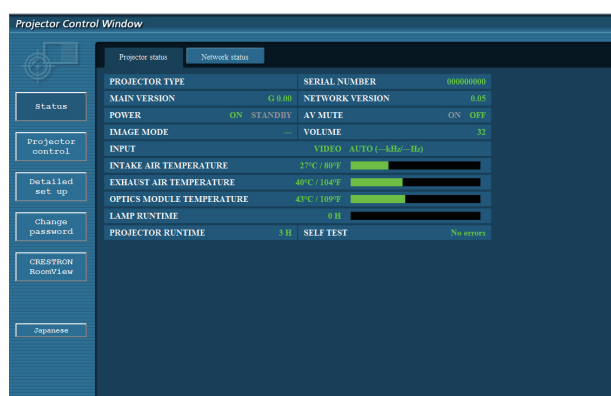 Projector Control Window
Projector status
Network status
Status
Projector control
Detailed set up
Change password
CRESTRON RoomView
Japanese
PROJECTOR TYPE SERIAL NUMBER 000000000
MAIN VERSION G 0.00 NETWORK VERSION 0.05
POWER ON STANDBY AV MUTE ON OFF
IMAGE MODE --- VOLUME 32
INPUT VIDEO AUTO (---kHz/---Hz)
INTAKE AIR TEMPERATURE 27°C / 80°F
EXHAUST AIR TEMPERATURE 40°C / 104°F
OPTICS MODULE TEMPERATURE 43°C / 109°F
LAMP RUNTIME 0 H
PROJECTOR RUNTIME 3 H SELF TEST No errors